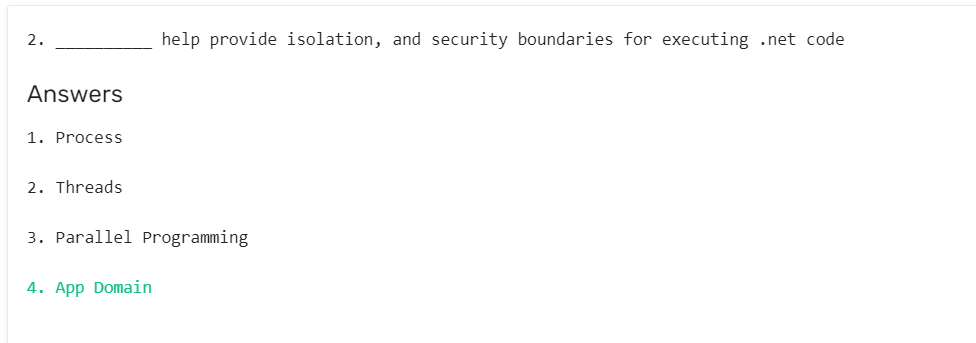 2. __________ help provide isolation, and security boundaries for executing .net code
Answers
1. Process
2. Threads
3. Parallel Programming
4. App Domain